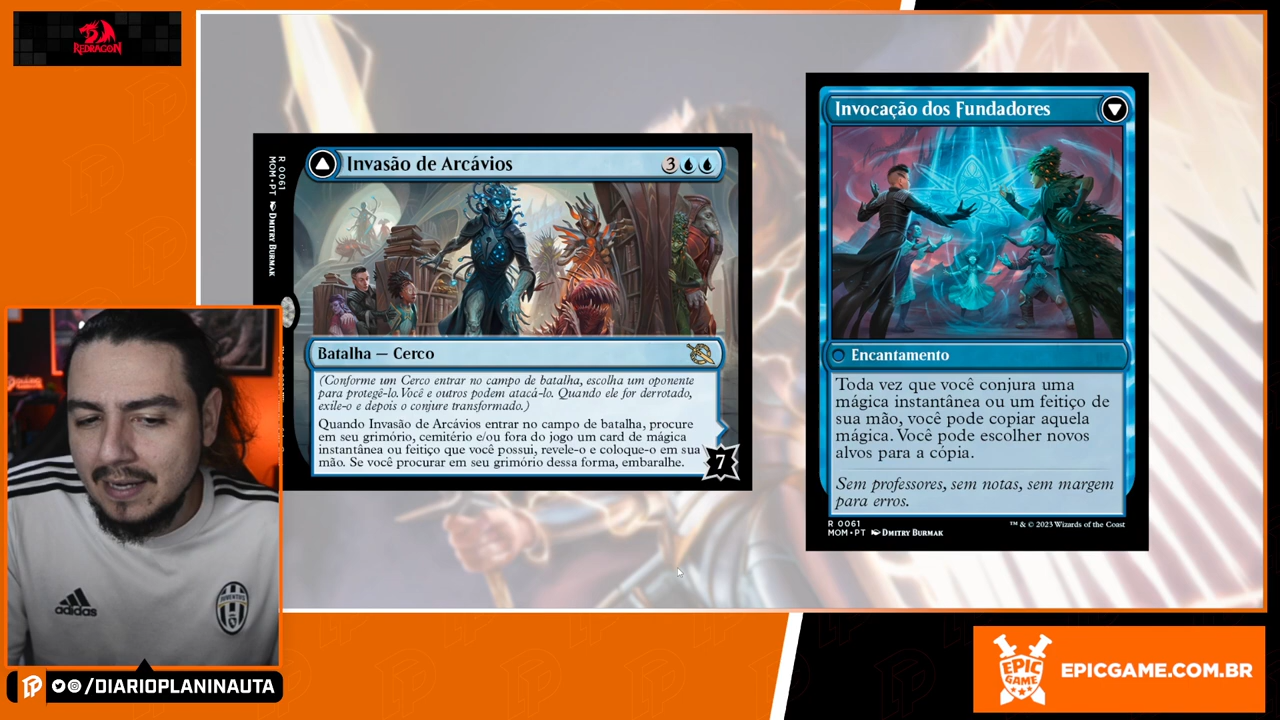 REDRAGON
R 0061
MOM • PT DMITRY BURMAK
Invasão de Arcávios
3
Batalha — Cerco
(Conforme um Cerco entrar no campo de batalha, escolha um oponente
para protegê-lo. Você e outros podem atacá-lo. Quando ele for derrotado,
exile-o e depois o conjure transformado.)
Quando Invasão de Arcávios entrar no campo de batalha, procure
em seu grimório, cemitério e/ou fora do jogo um card de mágica
instantânea ou feitiço que você possui, revele-o e coloque-o em sua
mão. Se você procurar em seu grimório dessa forma, embaralhe.
7
Invocação dos Fundadores
Encantamento
Toda vez que você conjura uma
mágica instantânea ou um feitiço de
sua mão, você pode copiar aquela
mágica. Você pode escolher novos
alvos para a cópia.
Sem professores, sem notas, sem margem
para erros.
R 0061
MOM • PT DMITRY BURMAK
™ & © 2023 Wizards of the Coast
adidas
JUVENTUS
/DIARIOPLANINAUTA
EPIC
GAME
EPICGAME.COM.BR